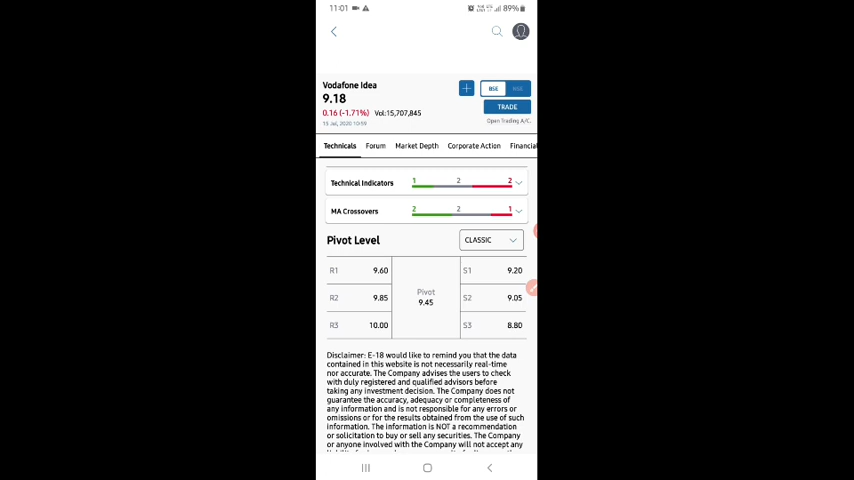 11:01 89%
Vodafone Idea
9.18
BSE NSE
0.16 (-1.71%) Vol:15,707,845
TRADE
15 Jul, 2020 10:59
Open Trading A/C.
Technicals Forum Market Depth Corporate Action Financial
Technical Indicators 1 2 2
MA Crossovers 2 2 1
Pivot Level CLASSIC
R1 9.60 S1 9.20
Pivot
R2 9.85 9.45 S2 9.05
R3 10.00 S3 8.80
Disclaimer: E-18 would like to remind you that the data
contained in this website is not necessarily real-time
nor accurate. The Company advises the users to check
with duly registered and qualified advisors before
taking any investment decision. The Company does not
guarantee the accuracy, adequacy or completeness of
any information and is not responsible for any errors or
omissions or for the results obtained from the use of such
information. The information is NOT a recommendation
or solicitation to buy or sell any securities. The Company
or anyone involved with the Company will not accept any